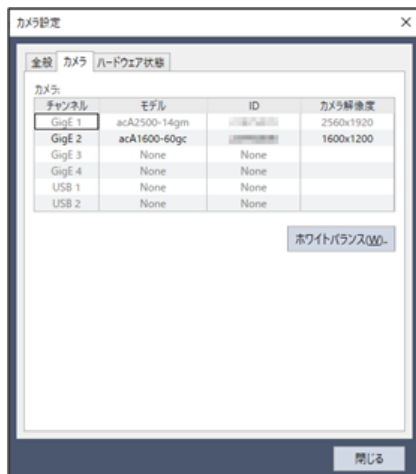 カメラ設定
全般 カメラ ハードウェア状態
カメラ:
チャンネル モデル ID カメラ解像度
GigE 1 acA2500-14gm 2560x1920
GigE 2 acA1600-60gc 1600x1200
GigE 3 None None
GigE 4 None None
USB 1 None None
USB 2 None None
ホワイトバランス(W)...
閉じる